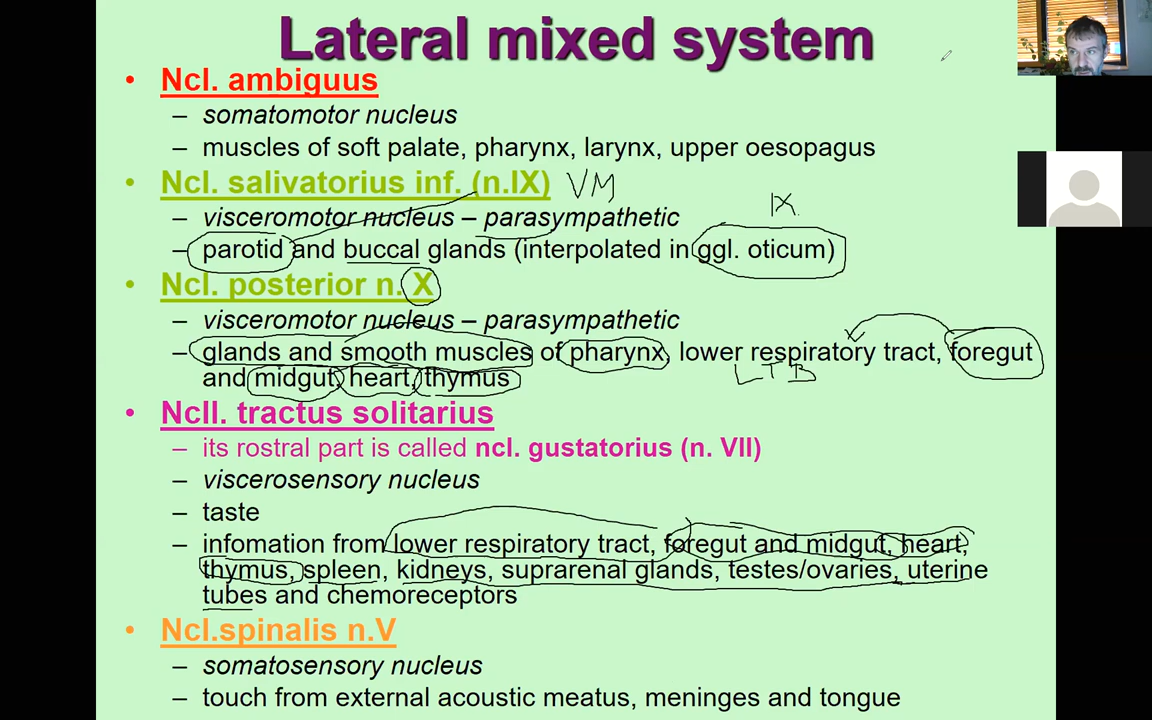 Lateral mixed system
• Ncl. ambiguus
– somatomotor nucleus
– muscles of soft palate, pharynx, larynx, upper oesopagus
• Ncl. salivatorius inf. (n.IX) VM
– visceromotor nucleus – parasympathetic IX
– parotid and buccal glands (interpolated in ggl. oticum)
• Ncl. posterior n. X
– visceromotor nucleus – parasympathetic
– glands and smooth muscles of pharynx, lower respiratory tract, foregut
and midgut, heart, thymus LTB
• Ncll. tractus solitarius
– its rostral part is called ncl. gustatorius (n. VII)
– viscerosensory nucleus
– taste
– infomation from lower respiratory tract, foregut and midgut, heart,
thymus, spleen, kidneys, suprarenal glands, testes/ovaries, uterine
tubes and chemoreceptors
• Ncl.spinalis n.V
– somatosensory nucleus
– touch from external acoustic meatus, meninges and tongue